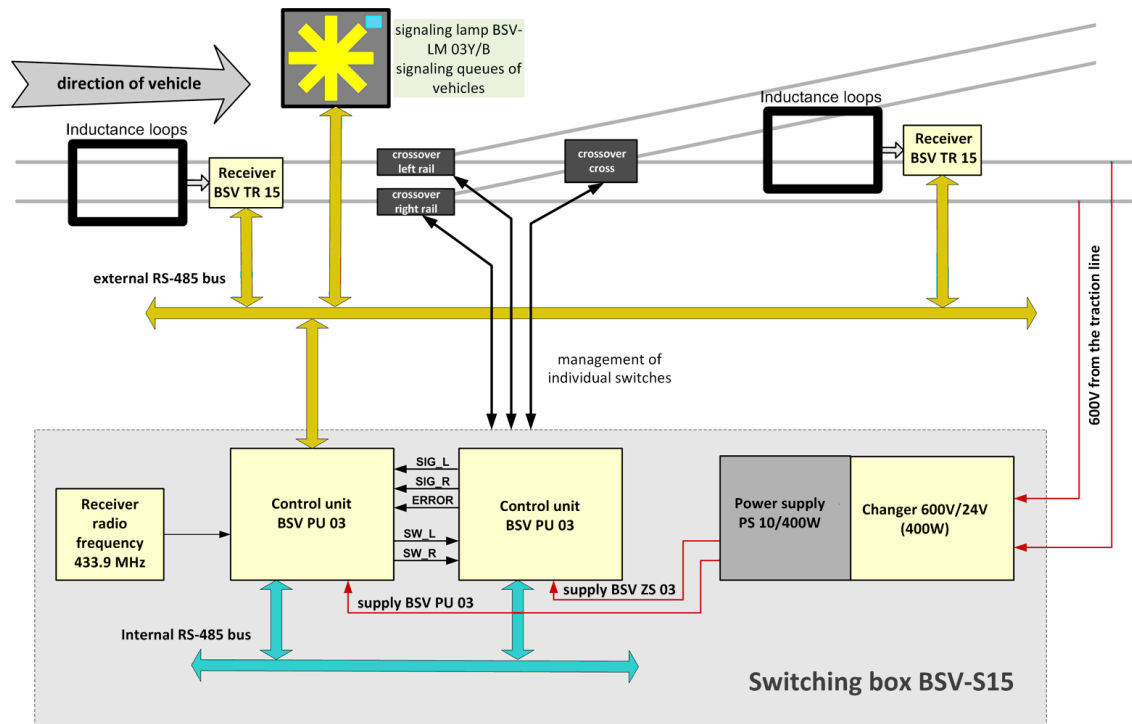 signaling lamp BSV-
LM 03Y/B
signaling queues of
vehicles
direction of vehicle
Inductance loops
Receiver
BSV TR 15
crossover
left rail
crossover
right rail
crossover
cross
Inductance loops
Receiver
BSV TR 15
external RS-485 bus
management of
individual switches
600V from the traction line
Receiver
radio
frequency
433.9 MHz
Control unit
BSV PU 03
SIG_L
SIG_R
ERROR
SW_L
SW_R
Control unit
BSV PU 03
Power supply
PS 10/400W
Changer 600V/24V
(400W)
supply BSV ZS 03
supply BSV PU 03
Internal RS-485 bus
Switching box BSV-S15